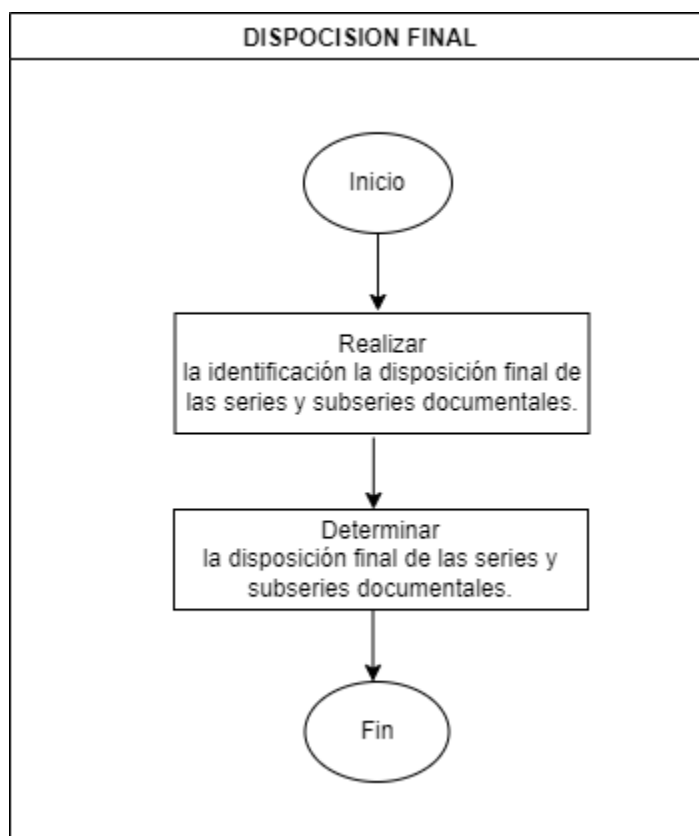 DISPOCISION FINAL
Inicio
Realizar
la identificación la disposición final de
las series y subseries documentales.
Determinar
la disposición final de las series y
subseries documentales.
Fin